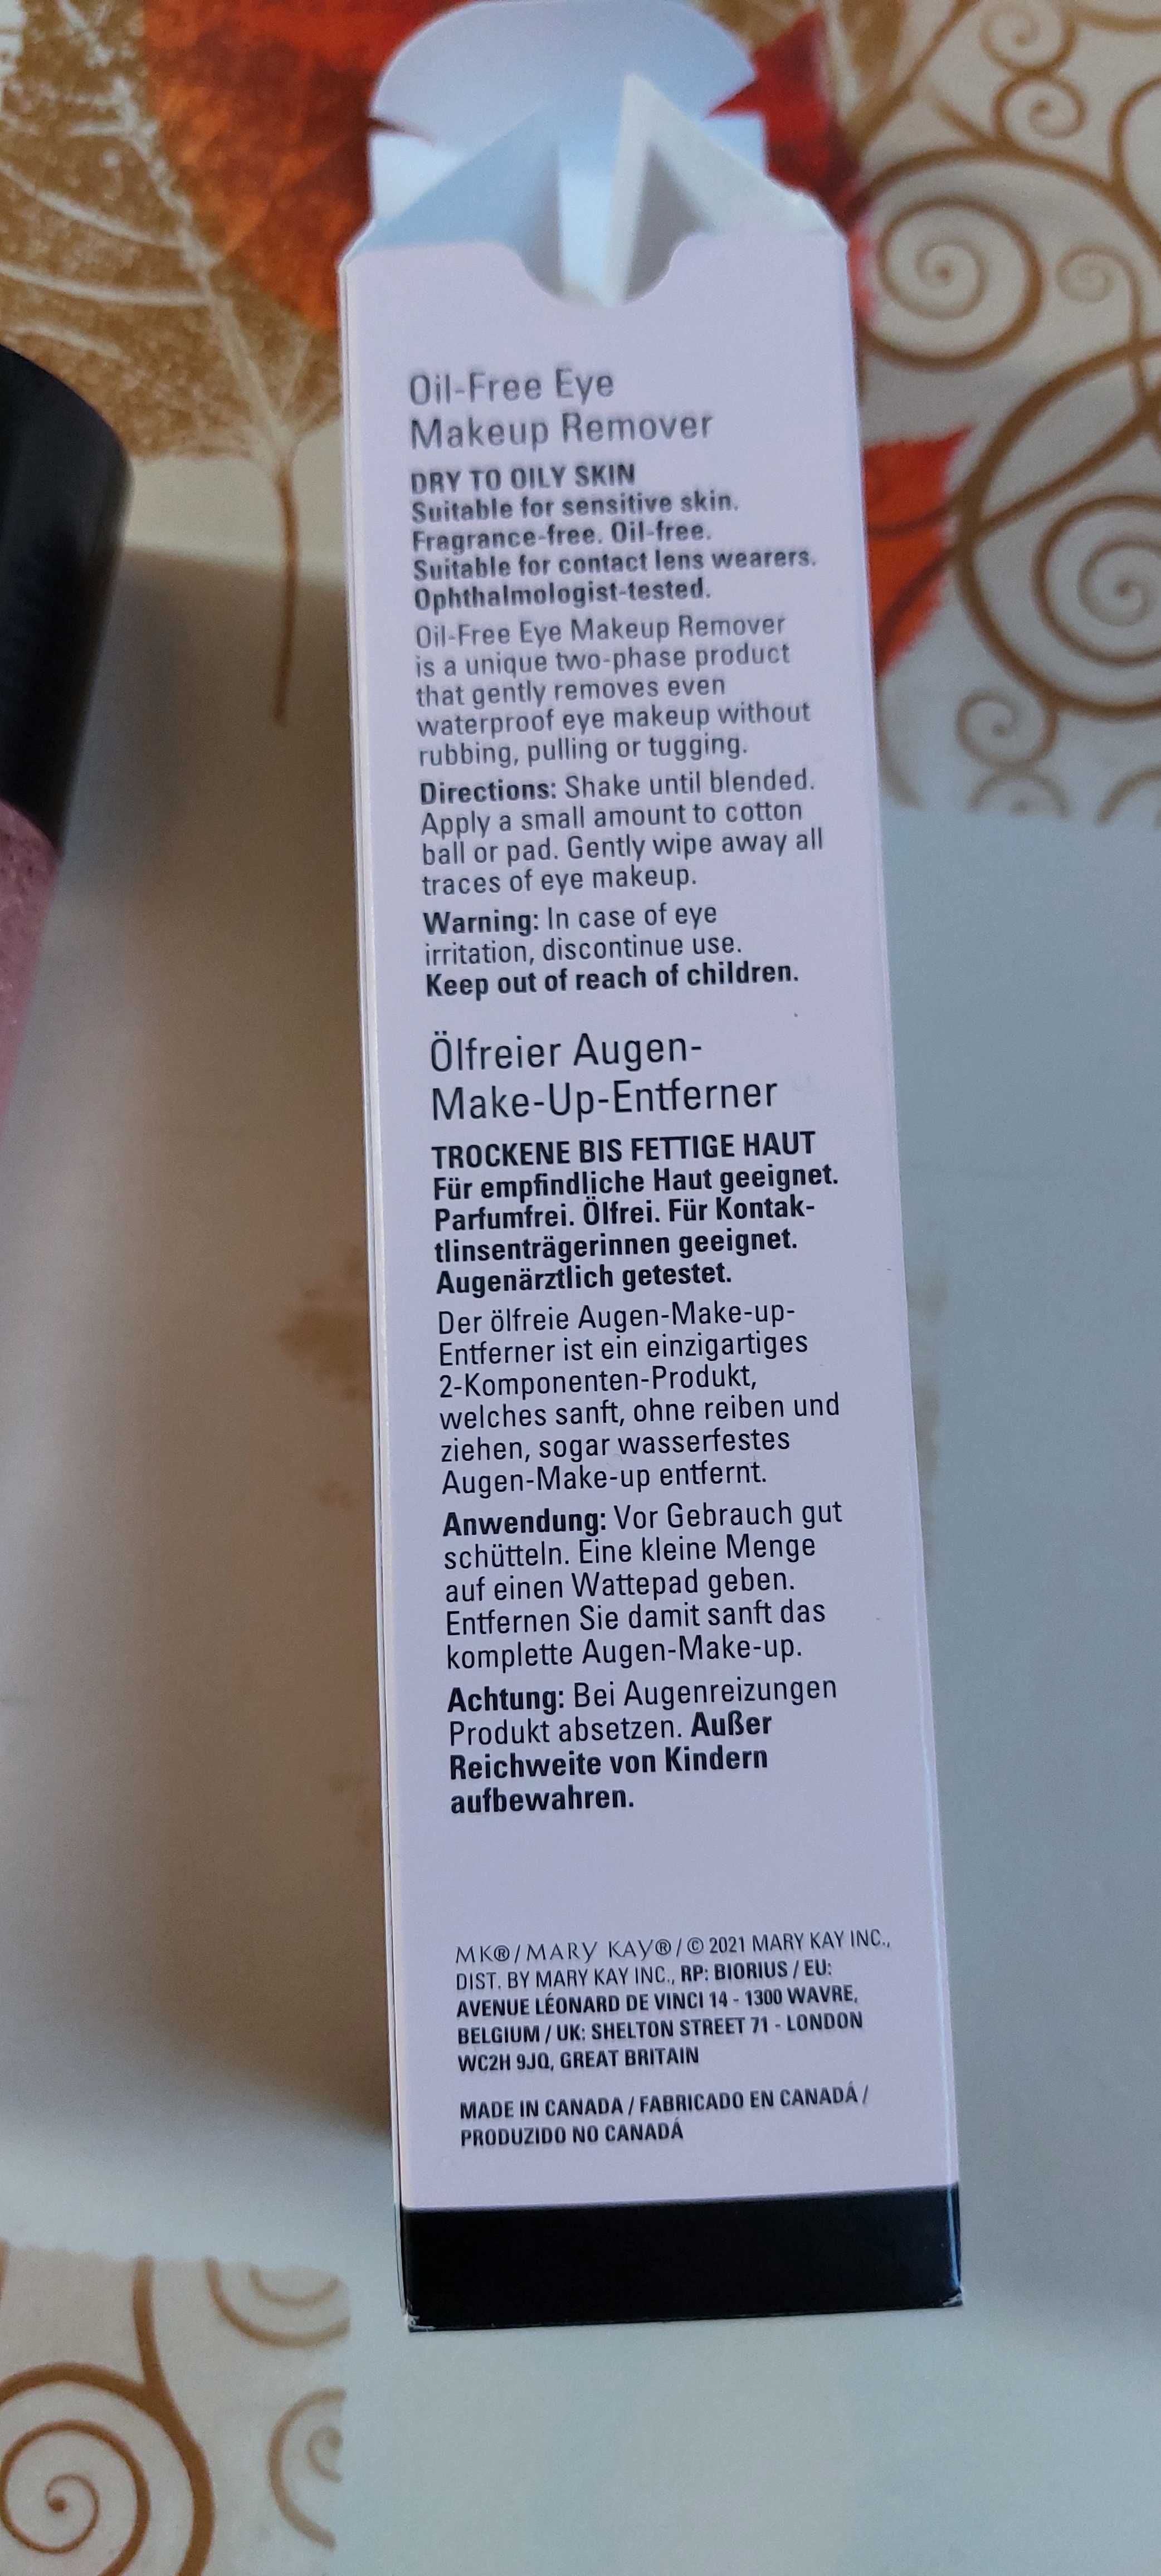 Oil-Free Eye
Makeup Remover
DRY TO OILY SKIN
Suitable for sensitive skin.
Fragrance-free. Oil-free.
Suitable for contact lens wearers.
Ophthalmologist-tested.
Oil-Free Eye Makeup Remover
is a unique two-phase product
that gently removes even
waterproof eye makeup without
rubbing, pulling or tugging.
Directions: Shake until blended.
Apply a small amount to cotton
ball or pad. Gently wipe away all
traces of eye makeup.
Warning: In case of eye
irritation, discontinue use.
Keep out of reach of children.
Ölfreier Augen-
Make-Up-Entferner
TROCKENE BIS FETTIGE HAUT
Für empfindliche Haut geeignet.
Parfumfrei. Ölfrei. Für Kontak-
tlinsenträgerinnen geeignet.
Augenärztlich getestet.
Der ölfreie Augen-Make-up-
Entferner ist ein einzigartiges
2-Komponenten-Produkt,
welches sanft, ohne reiben und
ziehen, sogar wasserfestes
Augen-Make-up entfernt.
Anwendung: Vor Gebrauch gut
schütteln. Eine kleine Menge
auf einen Wattepad geben.
Entfernen Sie damit sanft das
komplette Augen-Make-up.
Achtung: Bei Augenreizungen
Produkt absetzen. Außer
Reichweite von Kindern
aufbewahren.
MK®/MARY KAY®/© 2021 MARY KAY INC.,
DIST. BY MARY KAY INC., RP: BIORIUS / EU:
AVENUE LÉONARD DE VINCI 14 - 1300 WAVRE,
BELGIUM / UK: SHELTON STREET 71 - LONDON
WC2H 9JQ, GREAT BRITAIN
MADE IN CANADA / FABRICADO EN CANADÁ /
PRODUZIDO NO CANADÁ